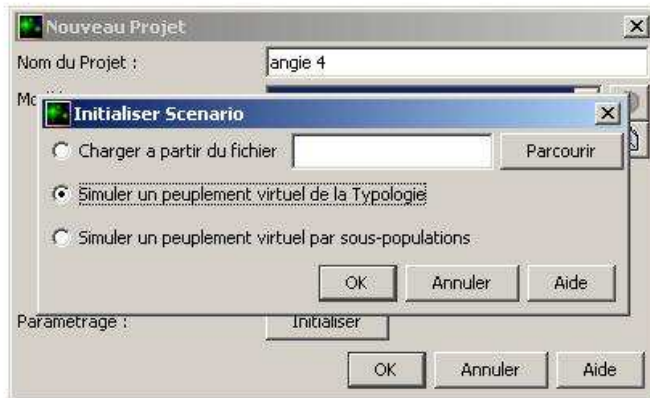 Nouveau Projet
Nom du Projet : angie 4
Initialiser Scenario
Charger a partir du fichier Parcourir
Simuler un peuplement virtuel de la Typologie
Simuler un peuplement virtuel par sous-populations
OK Annuler Aide
Parametrage : Initialiser
OK Annuler Aide